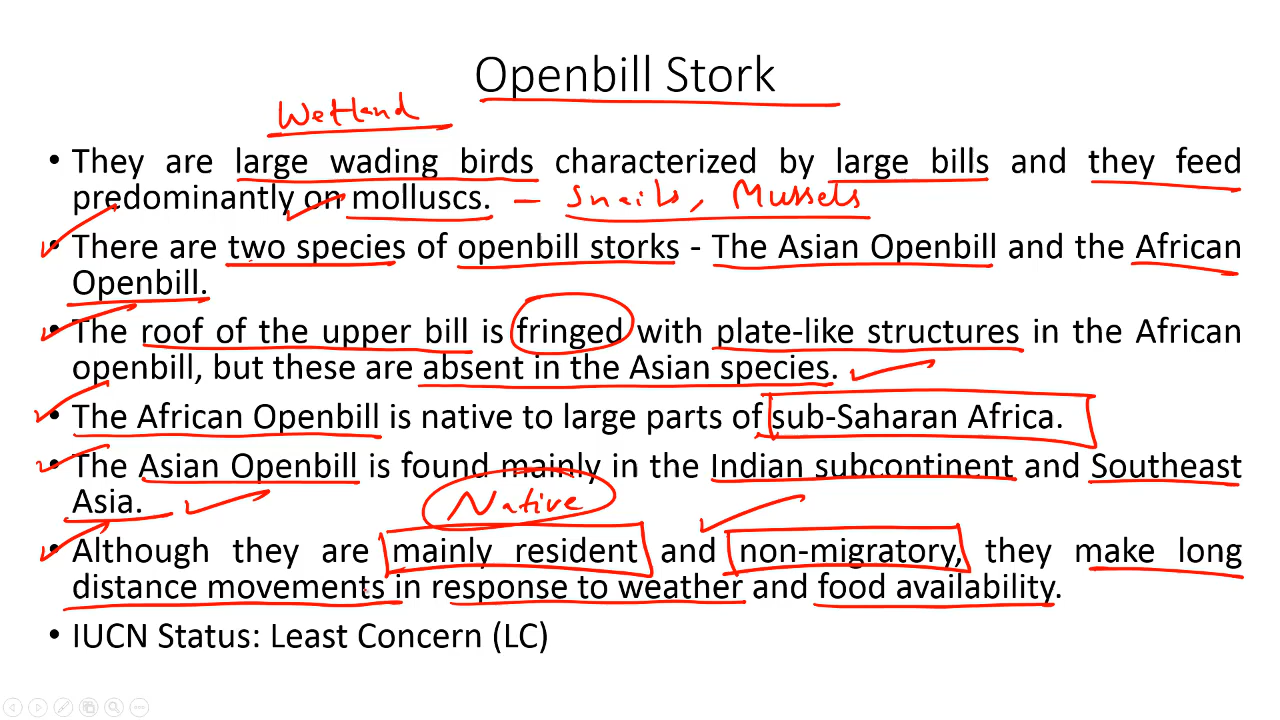 Openbill Stork
Wetland
• They are large wading birds characterized by large bills and they feed
predominantly on molluscs. – Snails, Mussels
• There are two species of openbill storks - The Asian Openbill and the African
Openbill.
• The roof of the upper bill is fringed with plate-like structures in the African
openbill, but these are absent in the Asian species.
• The African Openbill is native to large parts of sub-Saharan Africa.
• The Asian Openbill is found mainly in the Indian subcontinent and Southeast
Asia.
Native
• Although they are mainly resident and non-migratory, they make long
distance movements in response to weather and food availability.
• IUCN Status: Least Concern (LC)